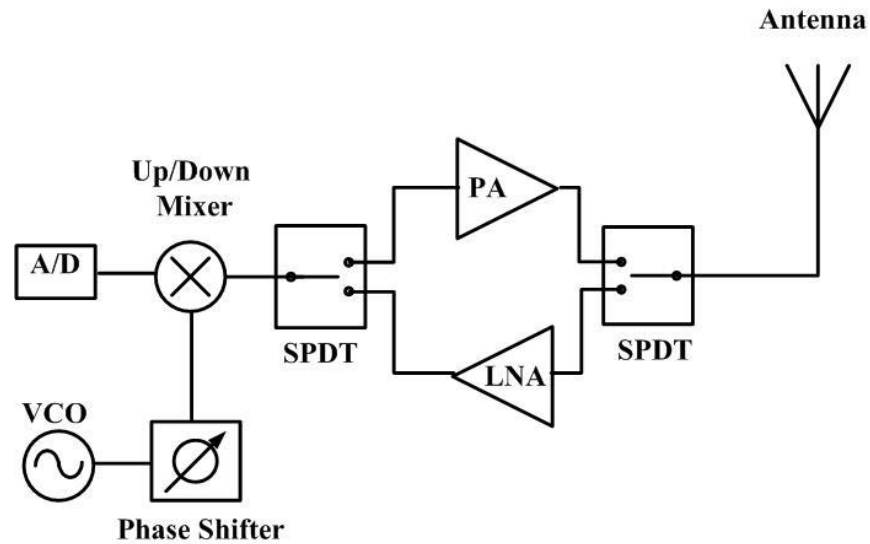 Antenna
Up/Down
Mixer
PA
A/D
SPDT
SPDT
LNA
VCO
Phase Shifter